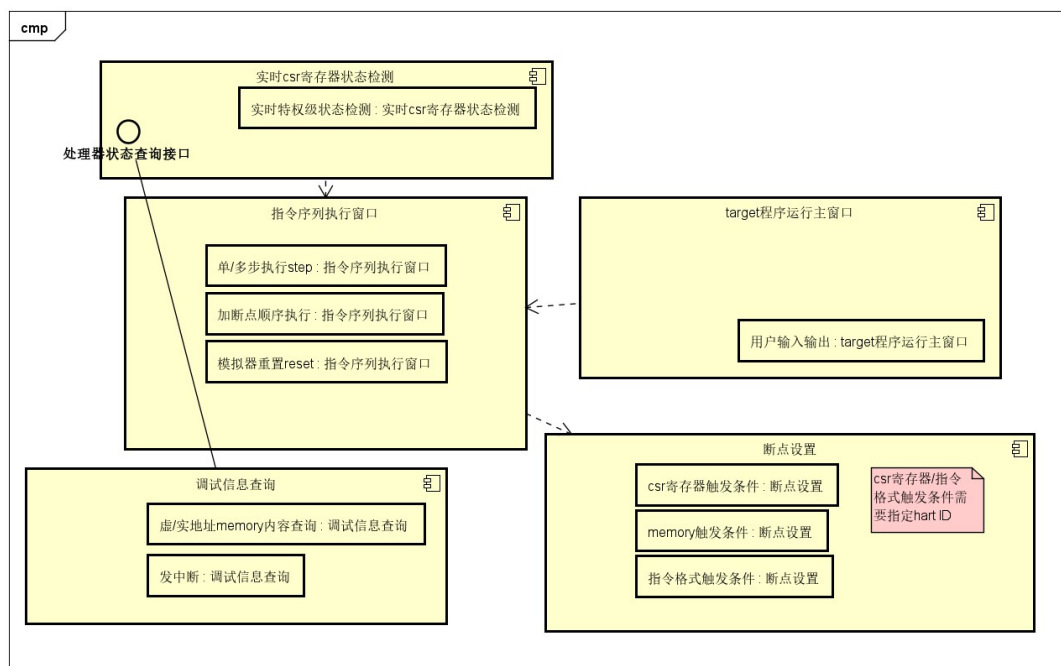 cmp
实时csr寄存器状态检测
实时特权级状态检测 : 实时csr寄存器状态检测
处理器状态查询接口
指令序列执行窗口
单/多步执行step : 指令序列执行窗口
加断点顺序执行 : 指令序列执行窗口
模拟器重置reset : 指令序列执行窗口
target程序运行主窗口
用户输入输出 : target程序运行主窗口
调试信息查询
虚/实地址memory内容查询 : 调试信息查询
发中断 : 调试信息查询
断点设置
csr寄存器触发条件 : 断点设置
memory触发条件 : 断点设置
指令格式触发条件 : 断点设置
csr寄存器/指令
格式触发条件需
要指定hart ID